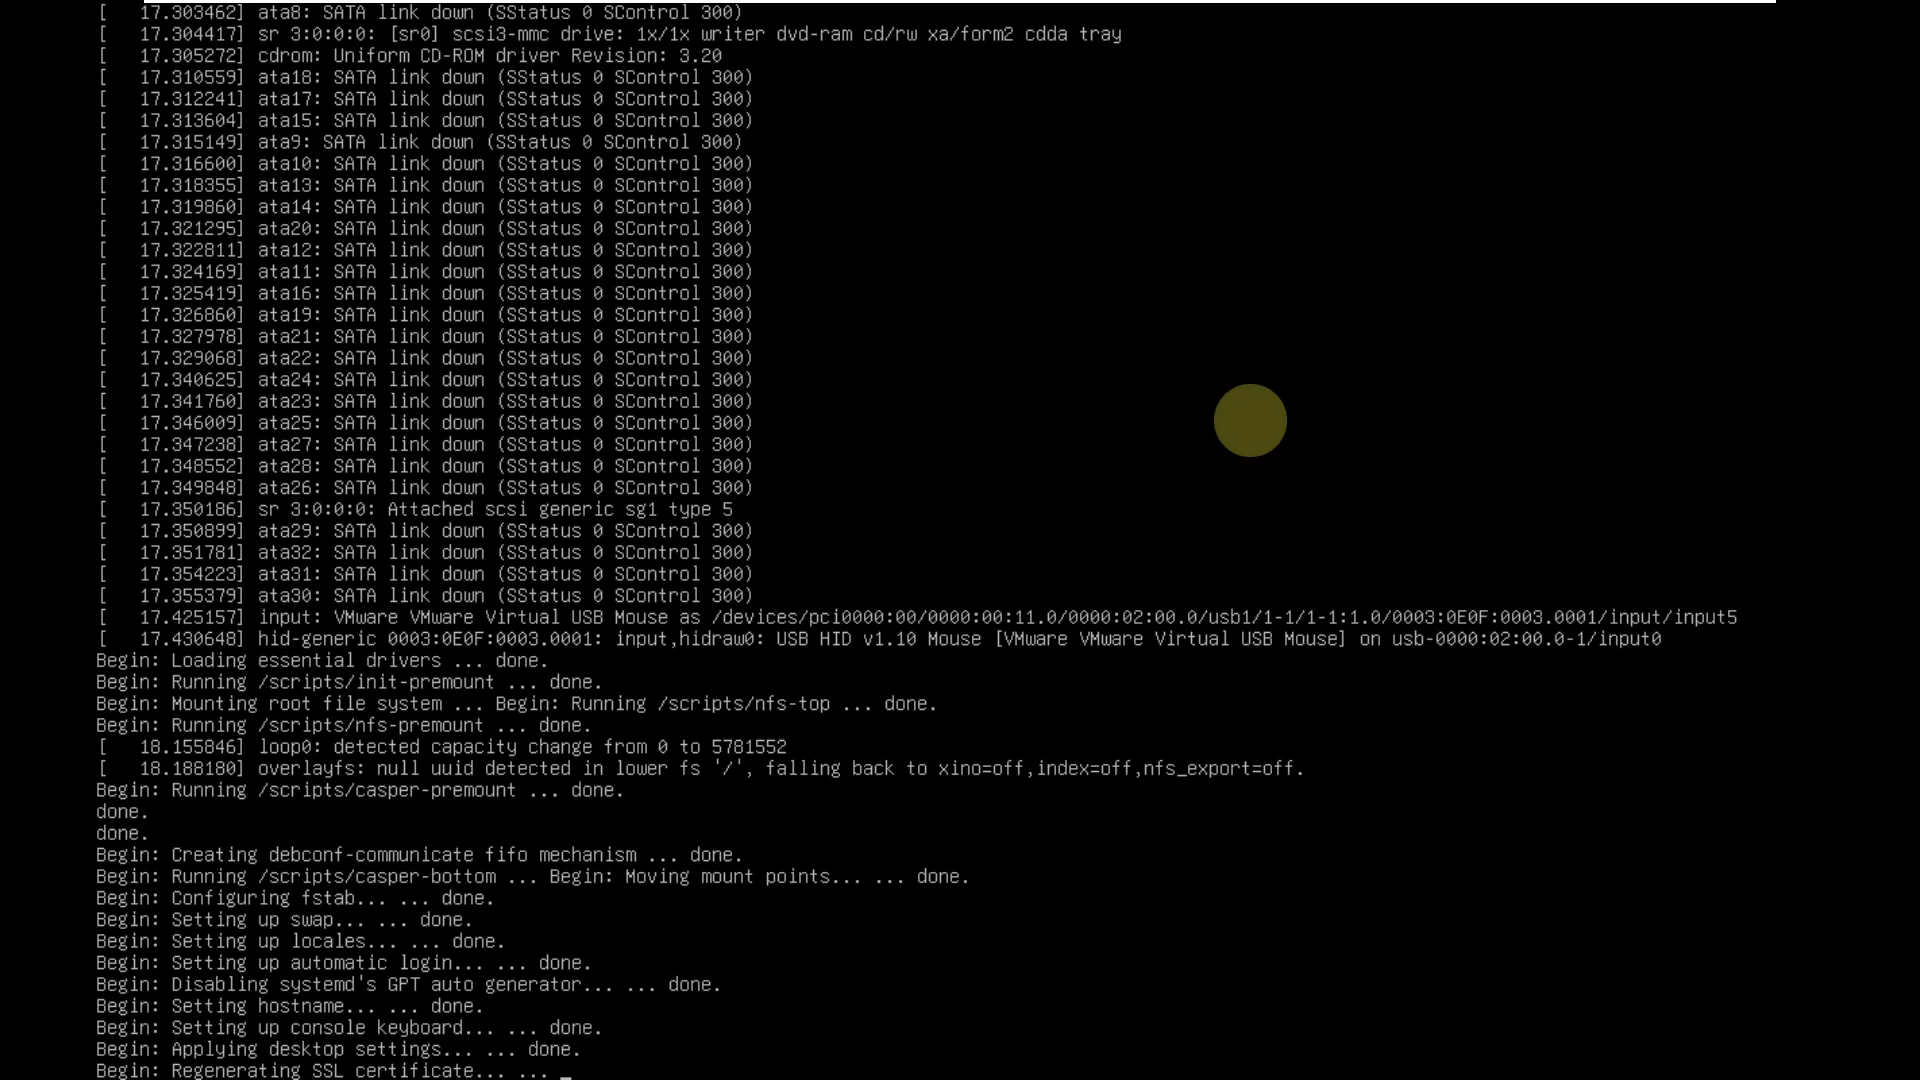 [   17.303462] ata8: SATA link down (SStatus 0 SControl 300)
[   17.304417] sr 3:0:0:0: [sr0] scsi3-mmc drive: 1x/1x writer dvd-ram cd/rw xa/form2 cdda tray
[   17.305272] cdrom: Uniform CD-ROM driver Revision: 3.20
[   17.310559] ata18: SATA link down (SStatus 0 SControl 300)
[   17.312241] ata17: SATA link down (SStatus 0 SControl 300)
[   17.313604] ata15: SATA link down (SStatus 0 SControl 300)
[   17.315149] ata9: SATA link down (SStatus 0 SControl 300)
[   17.316600] ata10: SATA link down (SStatus 0 SControl 300)
[   17.318355] ata13: SATA link down (SStatus 0 SControl 300)
[   17.319860] ata14: SATA link down (SStatus 0 SControl 300)
[   17.321295] ata20: SATA link down (SStatus 0 SControl 300)
[   17.322811] ata12: SATA link down (SStatus 0 SControl 300)
[   17.324169] ata11: SATA link down (SStatus 0 SControl 300)
[   17.325419] ata16: SATA link down (SStatus 0 SControl 300)
[   17.326860] ata19: SATA link down (SStatus 0 SControl 300)
[   17.327978] ata21: SATA link down (SStatus 0 SControl 300)
[   17.329068] ata22: SATA link down (SStatus 0 SControl 300)
[   17.340625] ata24: SATA link down (SStatus 0 SControl 300)
[   17.341760] ata23: SATA link down (SStatus 0 SControl 300)
[   17.346009] ata25: SATA link down (SStatus 0 SControl 300)
[   17.347238] ata27: SATA link down (SStatus 0 SControl 300)
[   17.348552] ata28: SATA link down (SStatus 0 SControl 300)
[   17.349848] ata26: SATA link down (SStatus 0 SControl 300)
[   17.350186] sr 3:0:0:0: Attached scsi generic sg1 type 5
[   17.350899] ata29: SATA link down (SStatus 0 SControl 300)
[   17.351781] ata32: SATA link down (SStatus 0 SControl 300)
[   17.354223] ata31: SATA link down (SStatus 0 SControl 300)
[   17.355379] ata30: SATA link down (SStatus 0 SControl 300)
[   17.425157] input: VMware VMware Virtual USB Mouse as /devices/pci0000:00/0000:00:11.0/0000:02:00.0/usb1/1-1/1-1:1.0/0003:0E0F:0003.0001/input/input5
[   17.430648] hid-generic 0003:0E0F:0003.0001: input,hidraw0: USB HID v1.10 Mouse [VMware VMware Virtual USB Mouse] on usb-0000:02:00.0-1/input0
Begin: Loading essential drivers ... done.
Begin: Running /scripts/init-premount ... done.
Begin: Mounting root file system ... Begin: Running /scripts/nfs-top ... done.
Begin: Running /scripts/nfs-premount ... done.
[   18.155846] loop0: detected capacity change from 0 to 5781552
[   18.188180] overlayfs: null uuid detected in lower fs '/', falling back to xino=off,index=off,nfs_export=off.
Begin: Running /scripts/casper-premount ... done.
done.
done.
Begin: Creating debconf-communicate fifo mechanism ... done.
Begin: Running /scripts/casper-bottom ... Begin: Moving mount points... ... done.
Begin: Configuring fstab... ... done.
Begin: Setting up swap... ... done.
Begin: Setting up locales... ... done.
Begin: Setting up automatic login... ... done.
Begin: Disabling systemd's GPT auto generator... ... done.
Begin: Setting hostname... ... done.
Begin: Setting up console keyboard... ... done.
Begin: Applying desktop settings... ... done.
Begin: Regenerating SSL certificate... ... _